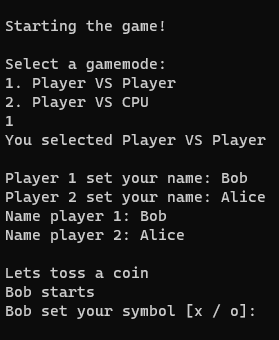 Starting the game!
Select a gamemode:
1. Player VS Player
2. Player VS CPU
1
You selected Player VS Player
Player 1 set your name: Bob
Player 2 set your name: Alice
Name player 1: Bob
Name player 2: Alice
Lets toss a coin
Bob starts
Bob set your symbol [x / o]: